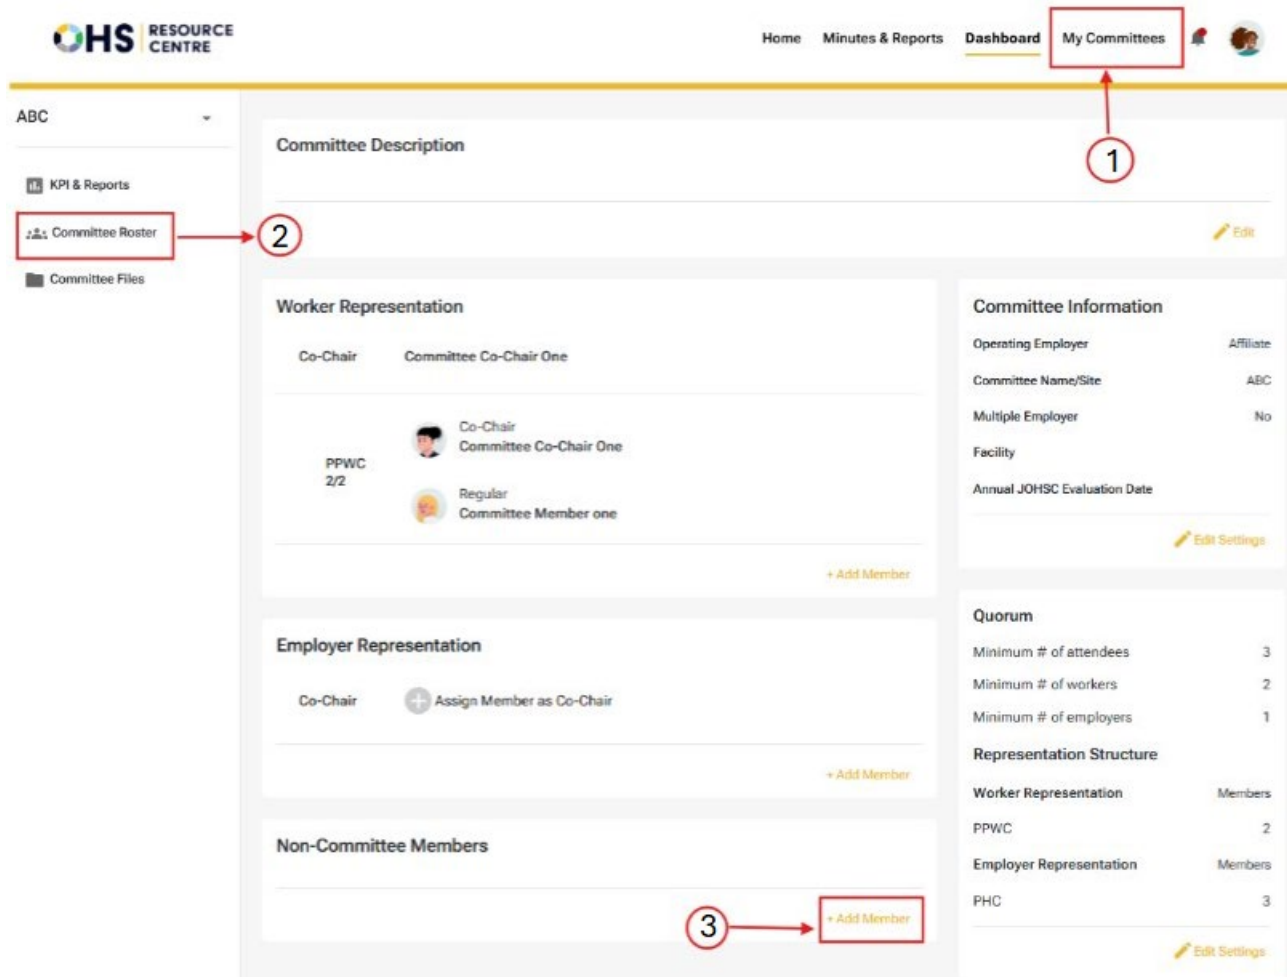 OHS RESOURCE CENTRE
Home Minutes & Reports Dashboard My Committees
1
ABC
KPI & Reports
Committee Roster
2
Committee Files
Committee Description
Edit
Worker Representation
Co-Chair Committee Co-Chair One
PPWC
2/2
Co-Chair
Committee Co-Chair One
Regular
Committee Member one
+ Add Member
Employer Representation
Co-Chair Assign Member as Co-Chair
+ Add Member
Non-Committee Members
3
+ Add Member
Committee Information
Operating Employer Affiliate
Committee Name/Site ABC
Multiple Employer No
Facility
Annual JOHSC Evaluation Date
Edit Settings
Quorum
Minimum # of attendees 3
Minimum # of workers 2
Minimum # of employers 1
Representation Structure
Worker Representation Members
PPWC 2
Employer Representation Members
PHC 3
Edit Settings